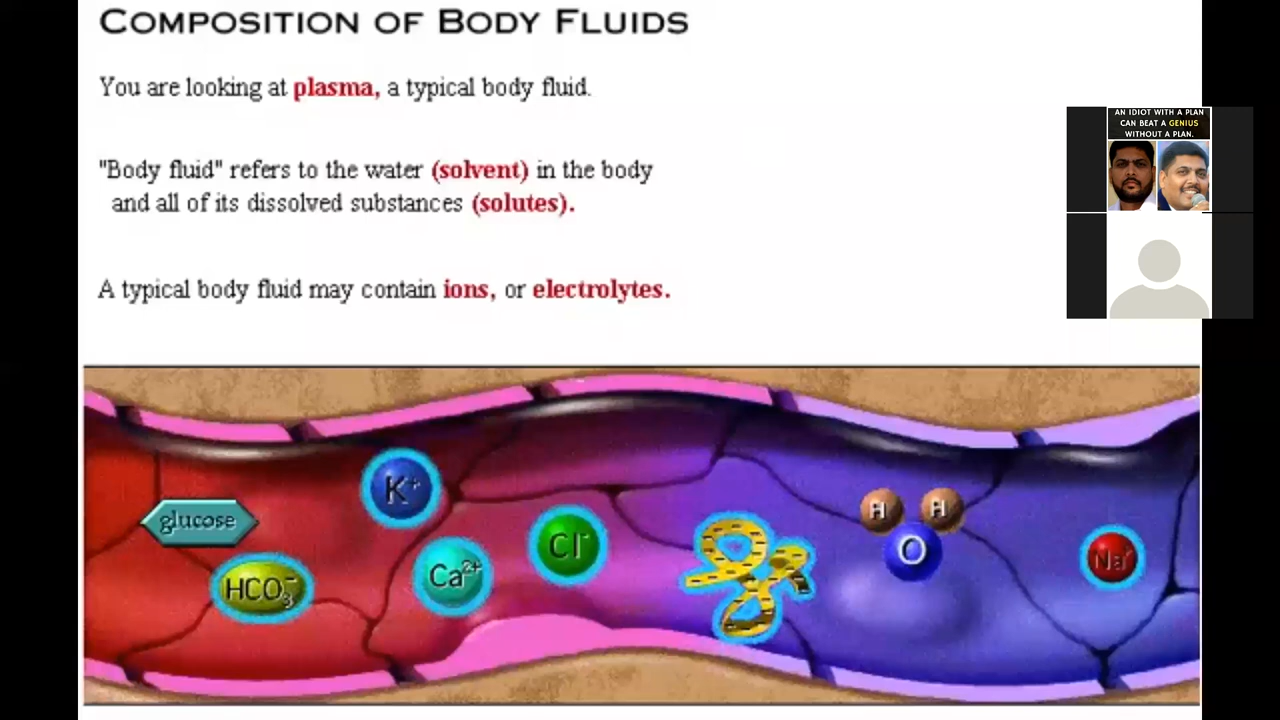 COMPOSITION OF BODY FLUIDS
You are looking at plasma, a typical body fluid.
"Body fluid" refers to the water (solvent) in the body
and all of its dissolved substances (solutes).
A typical body fluid may contain ions, or electrolytes.
AN IDIOT WITH A PLAN
CAN BEAT A GENIUS
WITHOUT A PLAN.
glucose
HCO₃⁻
K⁺
Ca²⁺
Cl⁻
H H
O
Na⁺